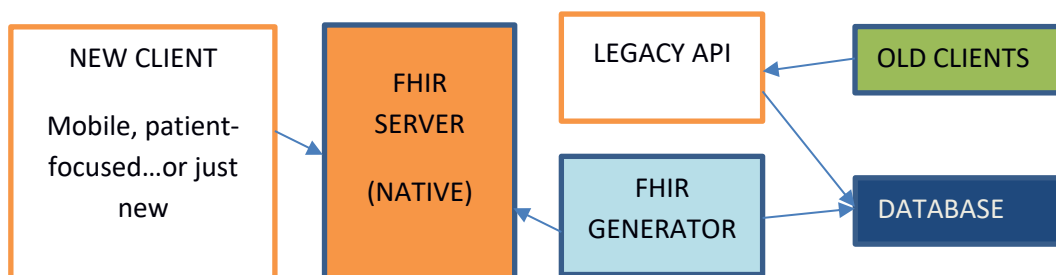 NEW CLIENT
Mobile, patient-
focused…or just
new
FHIR
SERVER
(NATIVE)
LEGACY API
FHIR
GENERATOR
OLD CLIENTS
DATABASE